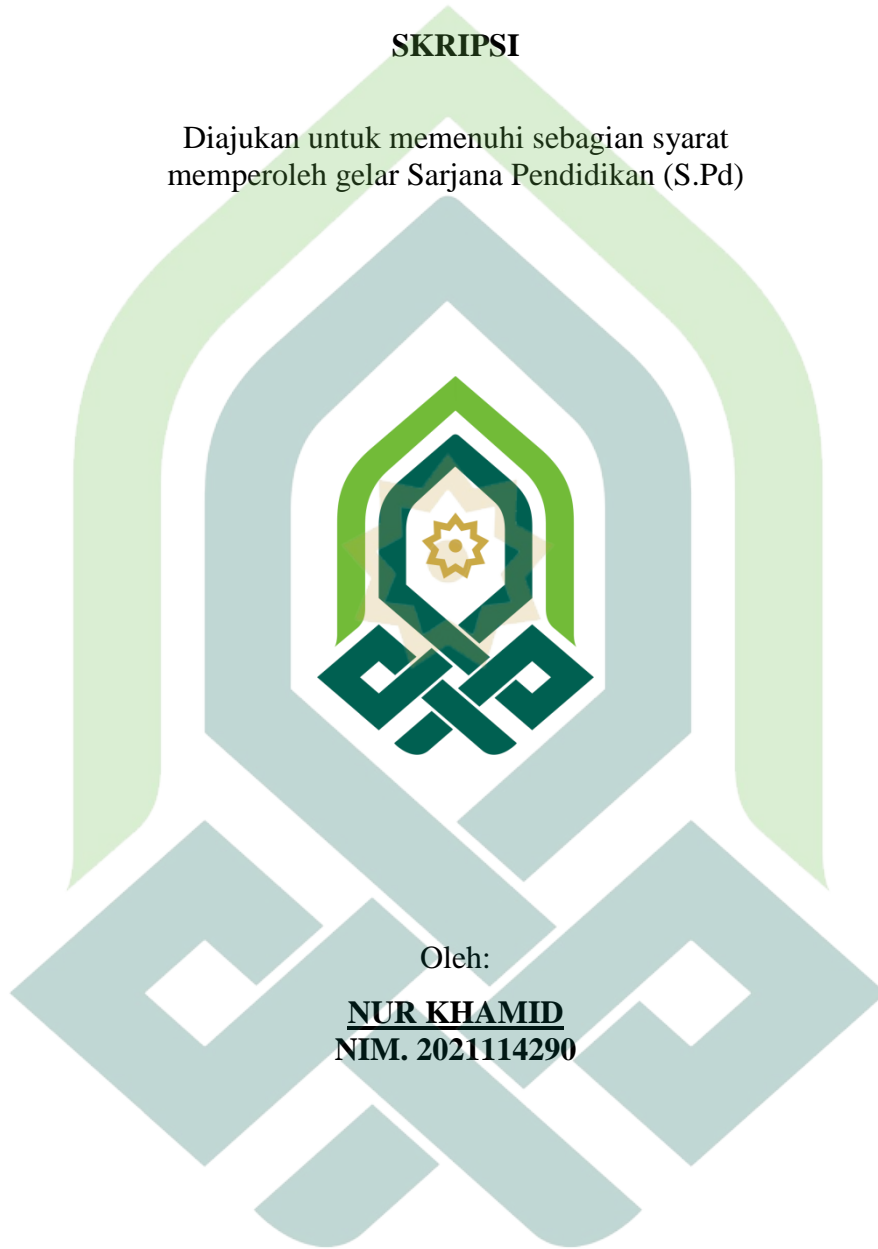 SKRIPSI
Diajukan untuk memenuhi sebagian syarat
memperoleh gelar Sarjana Pendidikan (S.Pd)
Oleh:
NUR KHAMID
NIM. 2021114290